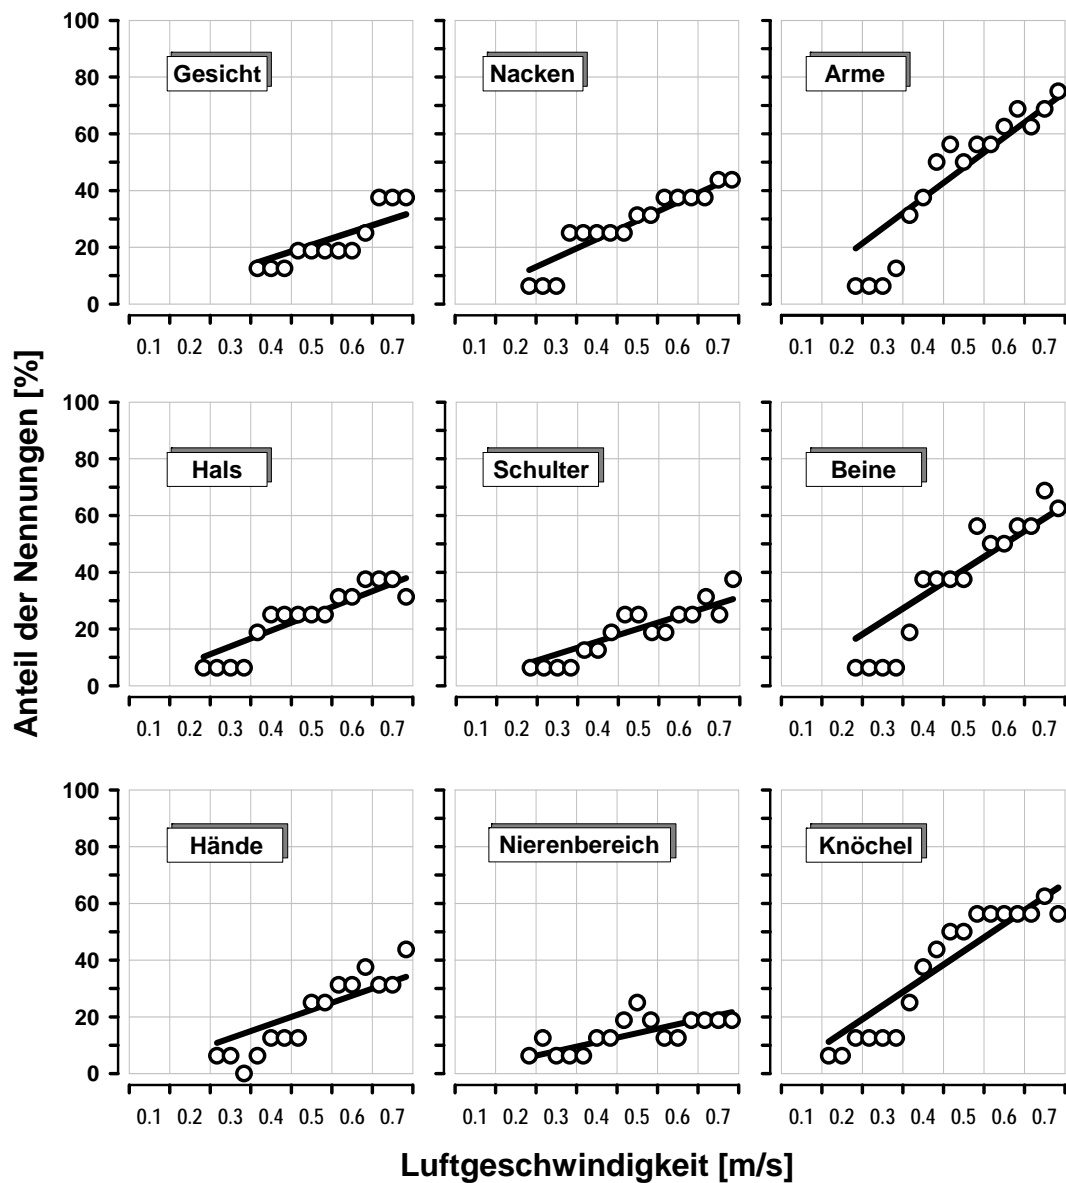 100
80
60
40
20
0
Gesicht
Nacken
Arme
0.1 0.2 0.3 0.4 0.5 0.6 0.7
0.1 0.2 0.3 0.4 0.5 0.6 0.7
0.1 0.2 0.3 0.4 0.5 0.6 0.7
Anteil der Nennungen [%]
100
80
60
40
20
0
Hals
Schulter
Beine
0.1 0.2 0.3 0.4 0.5 0.6 0.7
0.1 0.2 0.3 0.4 0.5 0.6 0.7
0.1 0.2 0.3 0.4 0.5 0.6 0.7
100
80
60
40
20
0
Hände
Nierenbereich
Knöchel
0.1 0.2 0.3 0.4 0.5 0.6 0.7
0.1 0.2 0.3 0.4 0.5 0.6 0.7
0.1 0.2 0.3 0.4 0.5 0.6 0.7
Luftgeschwindigkeit [m/s]